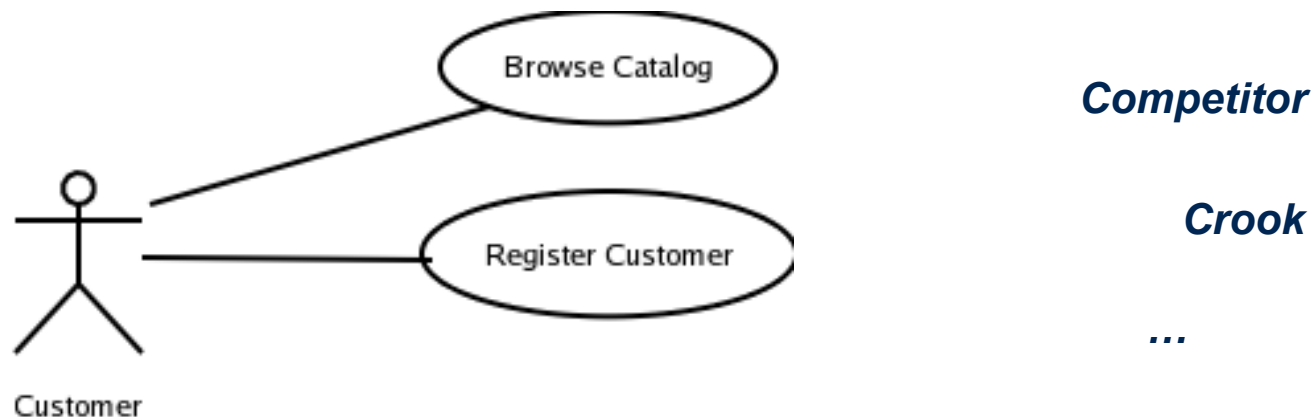 Browse Catalog
Competitor
Crook
Register Customer
...
Customer